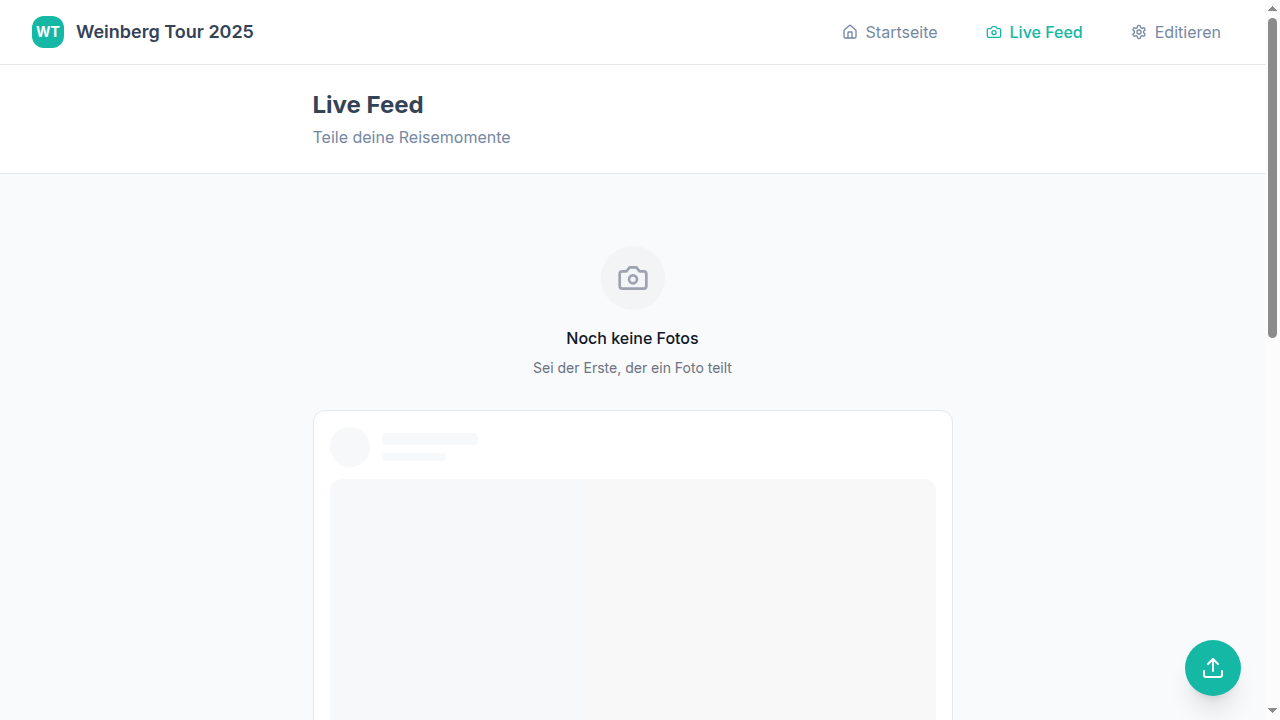 WT
Weinberg Tour 2025
Startseite
Live Feed
Editieren
Live Feed
Teile deine Reisemomente
Noch keine Fotos
Sei der Erste, der ein Foto teilt